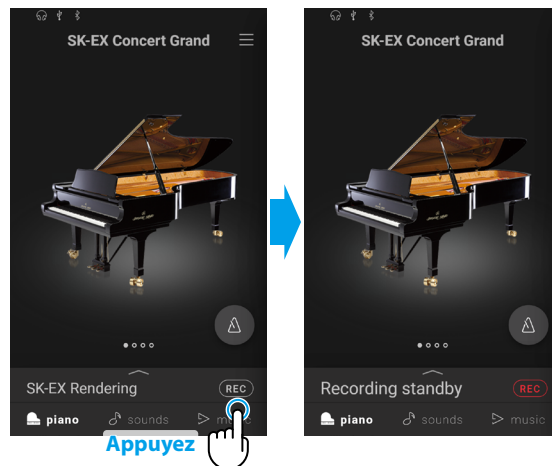 SK-EX Concert Grand
SK-EX Rendering
REC
piano
sounds
music
Appuyez
SK-EX Concert Grand
Recording standby
REC
piano
sounds
music